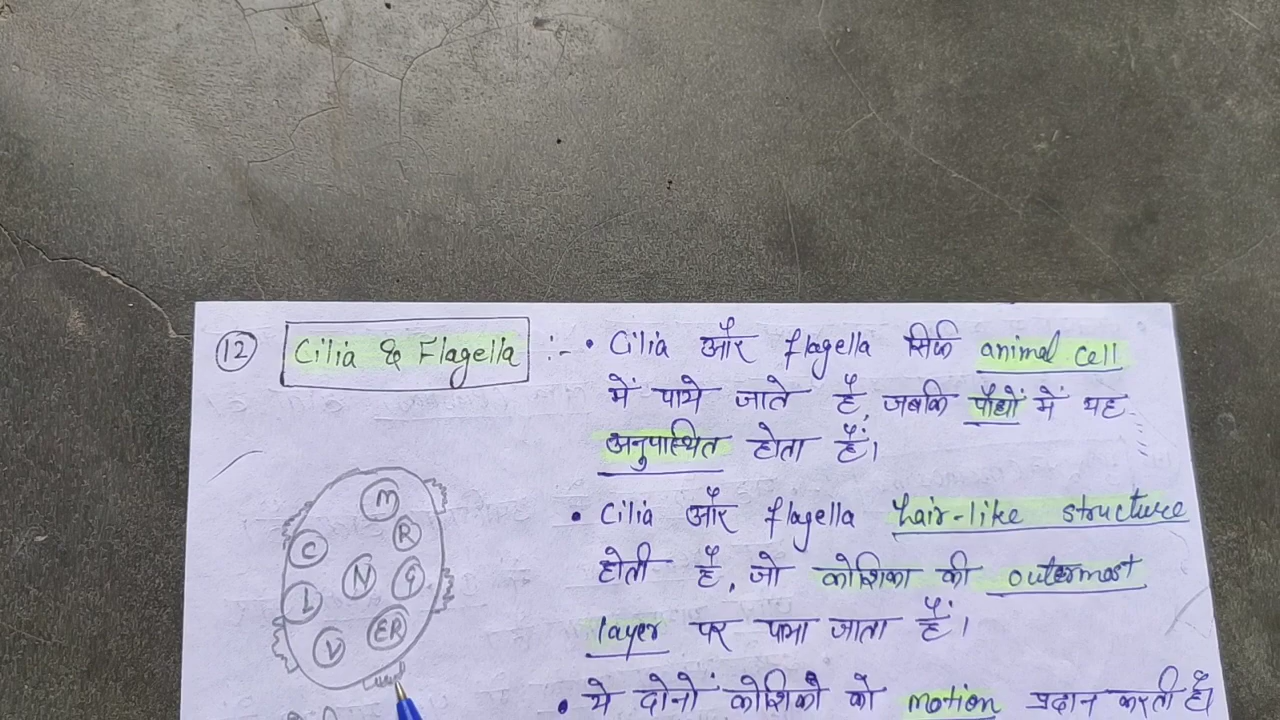 12 Cilia & Flagella :- • Cilia और flagella सिर्फ animal cell
में पाये जाते है, जबकि पौधों में यह
अनुपास्थित होता हैं।
• Cilia और flagella hair-like structure
होती है, जो कोशिका की outermost
layer पर पाया जाता हैं।
• ये दोनों कोशिको को motion प्रदान करती है।
M
R
C
N
G
L
ER
V